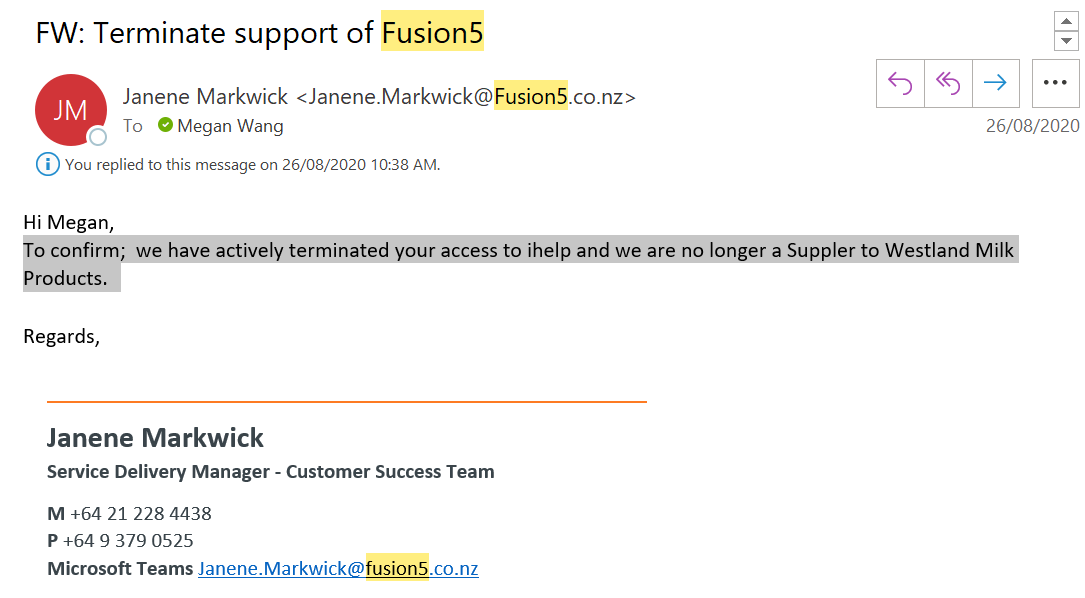 FW: Terminate support of Fusion5
JM
Janene Markwick <Janene.Markwick@Fusion5.co.nz>
To Megan Wang
26/08/2020
You replied to this message on 26/08/2020 10:38 AM.
Hi Megan,
To confirm;  we have actively terminated your access to ihelp and we are no longer a Suppler to Westland Milk
Products.
Regards,
Janene Markwick
Service Delivery Manager - Customer Success Team
M +64 21 228 4438
P +64 9 379 0525
Microsoft Teams Janene.Markwick@fusion5.co.nz